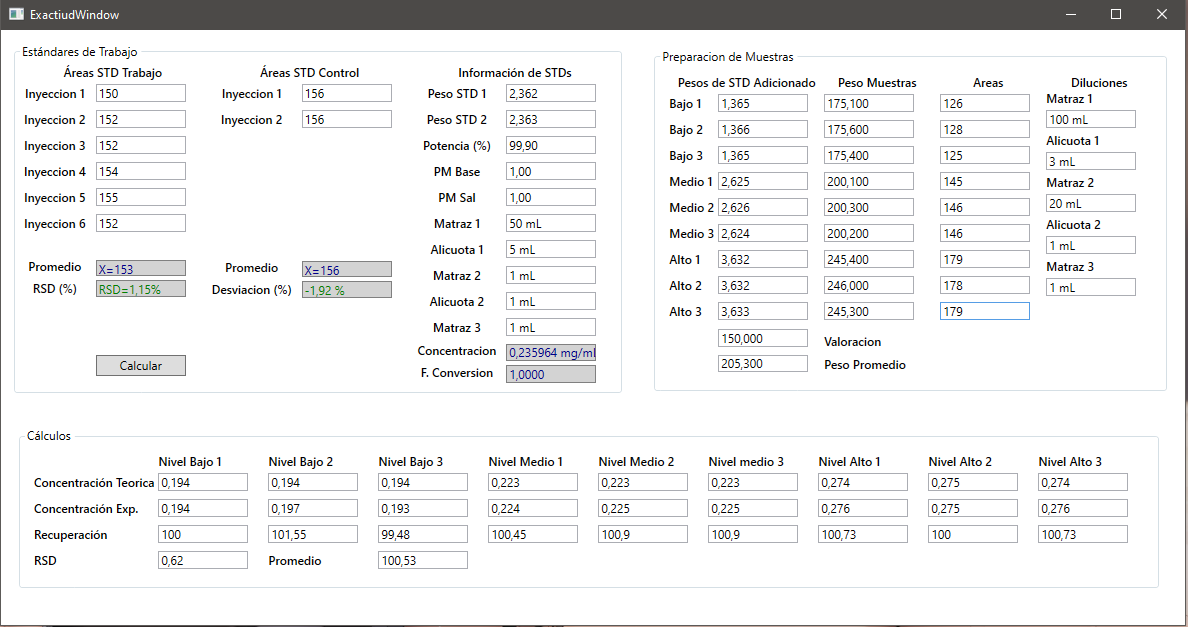 ExactiudWindow
Estándares de Trabajo
Áreas STD Trabajo Áreas STD Control Información de STDs
Inyeccion 1 150 Inyeccion 1 156 Peso STD 1 2,362
Inyeccion 2 152 Inyeccion 2 156 Peso STD 2 2,363
Inyeccion 3 152 Potencia (%) 99,90
Inyeccion 4 154 PM Base 1,00
Inyeccion 5 155 PM Sal 1,00
Inyeccion 6 152 Matraz 1 50 mL
Alicuota 1 5 mL
Promedio X=153 Promedio X=156 Matraz 2 1 mL
RSD (%) RSD=1,15% Desviacion (%) -1,92 % Alicuota 2 1 mL
Matraz 3 1 mL
Concentracion 0,235964 mg/ml
Calcular F. Conversion 1,0000
Preparacion de Muestras
Pesos de STD Adicionado Peso Muestras Areas Diluciones
Bajo 1 1,365 175,100 126 Matraz 1
100 mL
Bajo 2 1,366 175,600 128 Alicuota 1
Bajo 3 1,365 175,400 125 3 mL
Medio 1 2,625 200,100 145 Matraz 2
Medio 2 2,626 200,300 146 20 mL
Medio 3 2,624 200,200 146 Alicuota 2
1 mL
Alto 1 3,632 245,400 179 Matraz 3
Alto 2 3,632 246,000 178 1 mL
Alto 3 3,633 245,300 179
150,000 Valoracion
205,300 Peso Promedio
Cálculos
Nivel Bajo 1 Nivel Bajo 2 Nivel Bajo 3 Nivel Medio 1 Nivel Medio 2 Nivel medio 3 Nivel Alto 1 Nivel Alto 2 Nivel Alto 3
Concentración Teorica 0,194 0,194 0,194 0,223 0,223 0,223 0,274 0,275 0,274
Concentración Exp. 0,194 0,197 0,193 0,224 0,225 0,225 0,276 0,275 0,276
Recuperación 100 101,55 99,48 100,45 100,9 100,9 100,73 100 100,73
RSD 0,62 Promedio 100,53